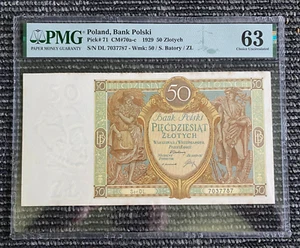 PMG
PAPER MONEY GUARANTY
Poland, Bank Polski
Pick# 71 CM#70a-c 1929 50 Zlotych
S/N DL 7037787 - Wmk: 50 / S. Batory / ZŁ
63
Choice Uncirculated
50
Bank Polski
PIĘĆDZIESIĄT
ZŁOTYCH
50
50
7037787